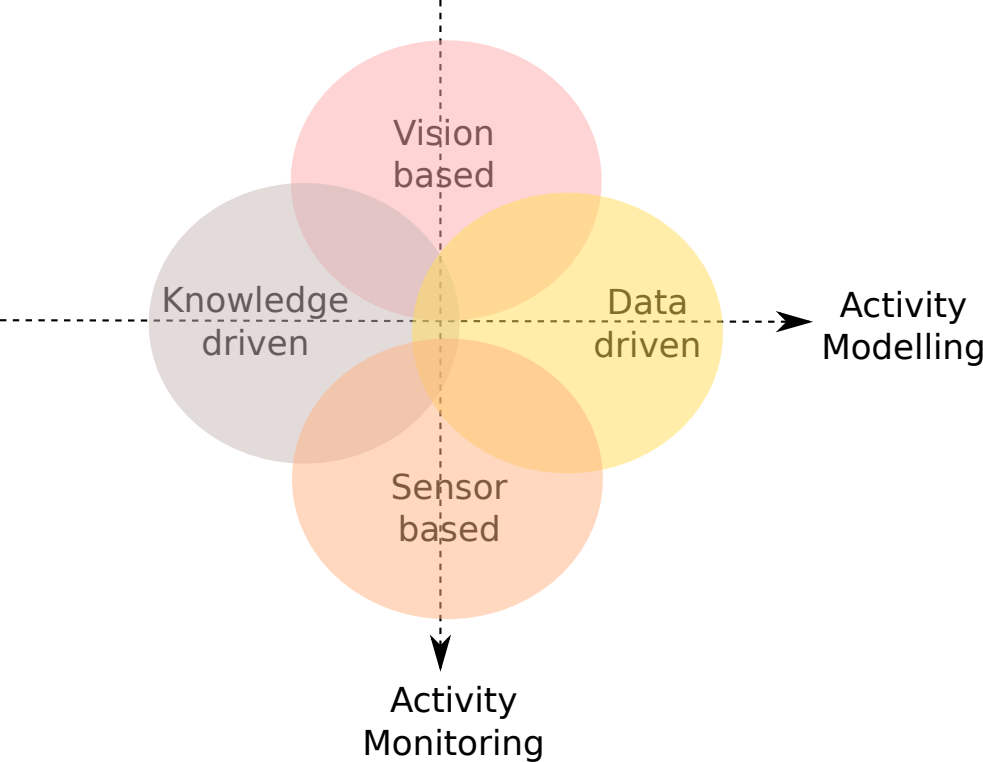 Vision
based
Knowledge
driven
Data
driven
Activity
Modelling
Sensor
based
Activity
Monitoring